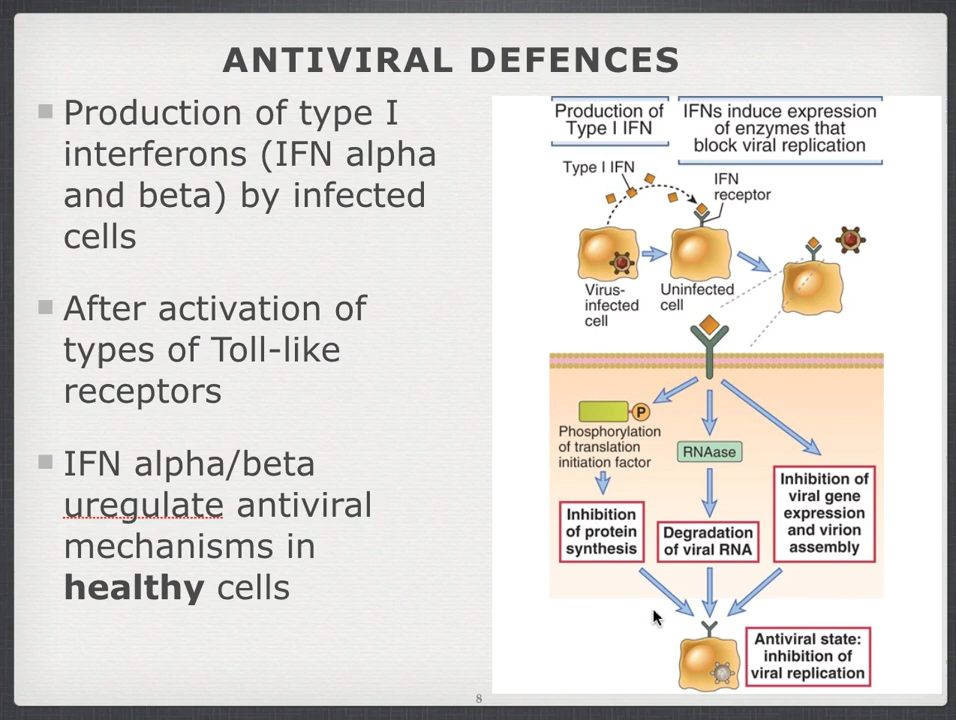 ANTIVIRAL DEFENCES
Production of type I
interferons (IFN alpha
and beta) by infected
cells
After activation of
types of Toll-like
receptors
IFN alpha/beta
uregulate antiviral
mechanisms in
healthy cells
Production of
Type I IFN
IFNs induce expression
of enzymes that
block viral replication
Type I IFN
IFN
receptor
Virus-
infected
cell
Uninfected
cell
P
Phosphorylation
of translation
initiation factor
RNAase
Inhibition
of protein
synthesis
Degradation
of viral RNA
Inhibition of
viral gene
expression
and virion
assembly
Antiviral state:
inhibition of
viral replication
8